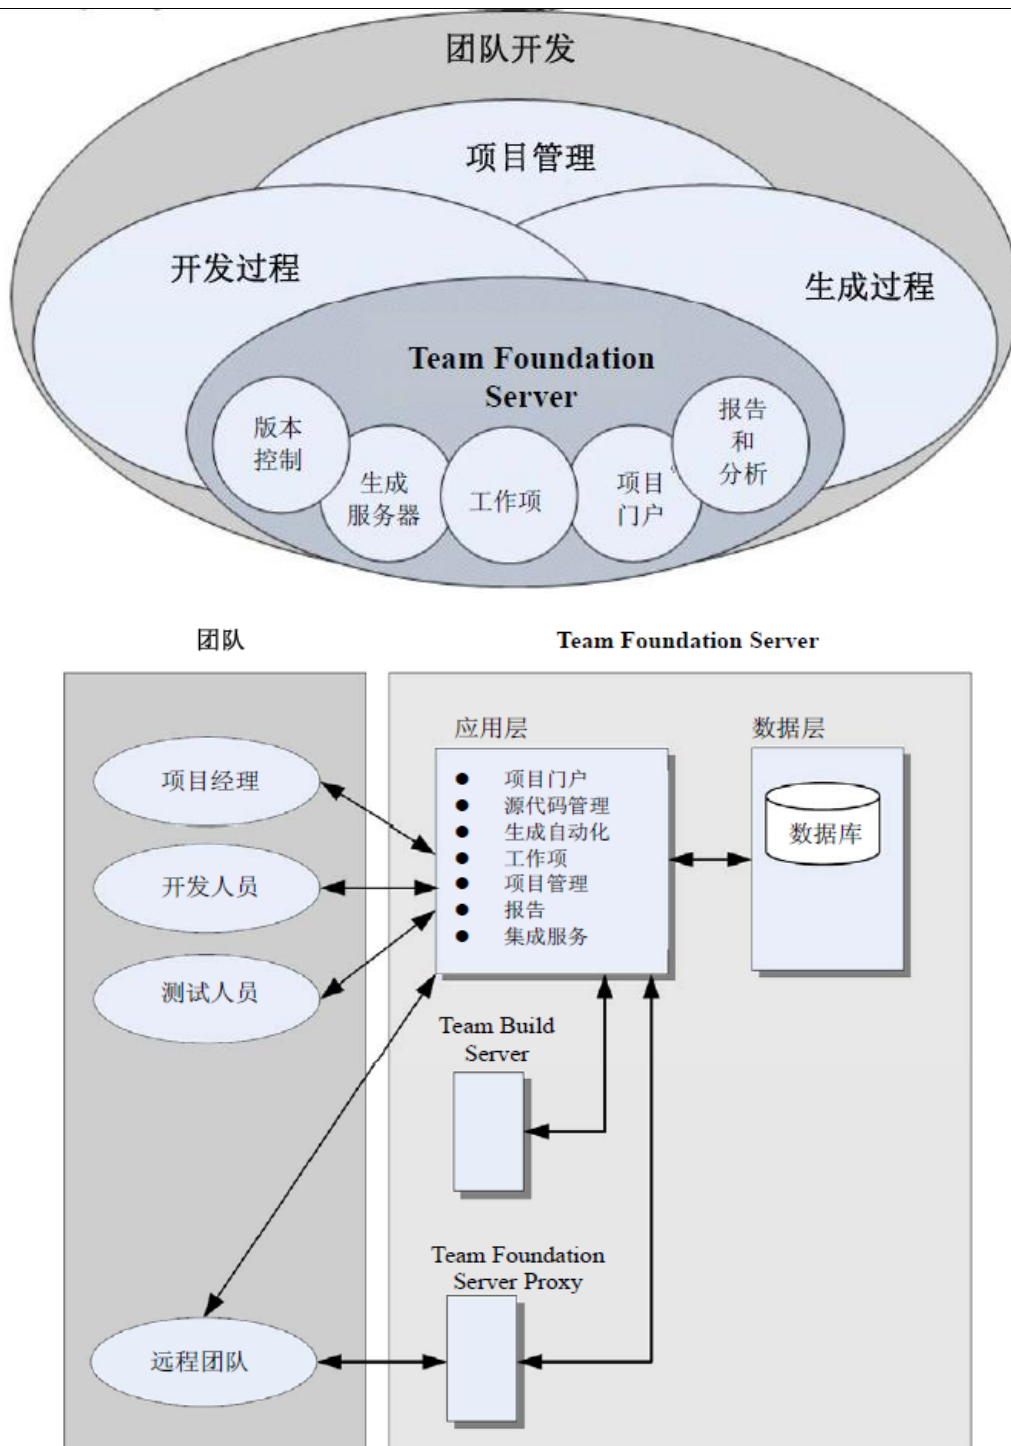 团队开发
项目管理
开发过程
生成过程
Team Foundation
Server
版本
控制
生成
服务器
工作项
项目
门户
报告
和
分析
团队
Team Foundation Server
项目经理
开发人员
测试人员
远程团队
应用层
● 项目门户
● 源代码管理
● 生成自动化
● 工作项
● 项目管理
● 报告
● 集成服务
数据层
数据库
Team Build
Server
Team Foundation
Server Proxy